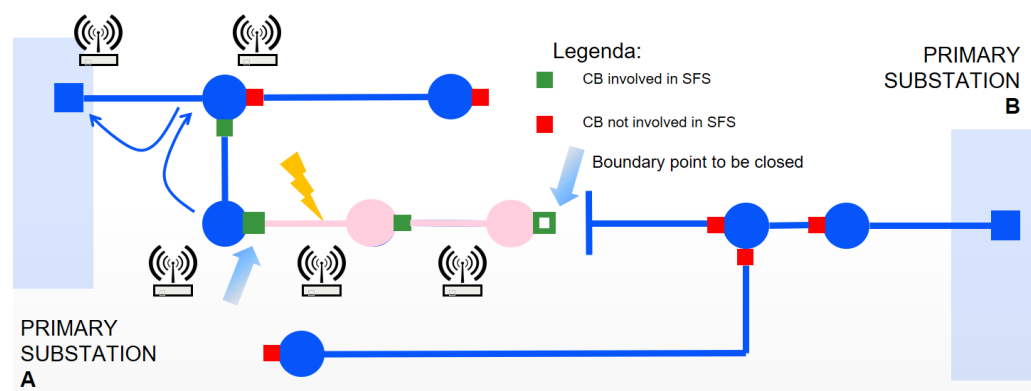 Legenda:
CB involved in SFS
CB not involved in SFS
Boundary point to be closed
PRIMARY
SUBSTATION
B
PRIMARY
SUBSTATION
A